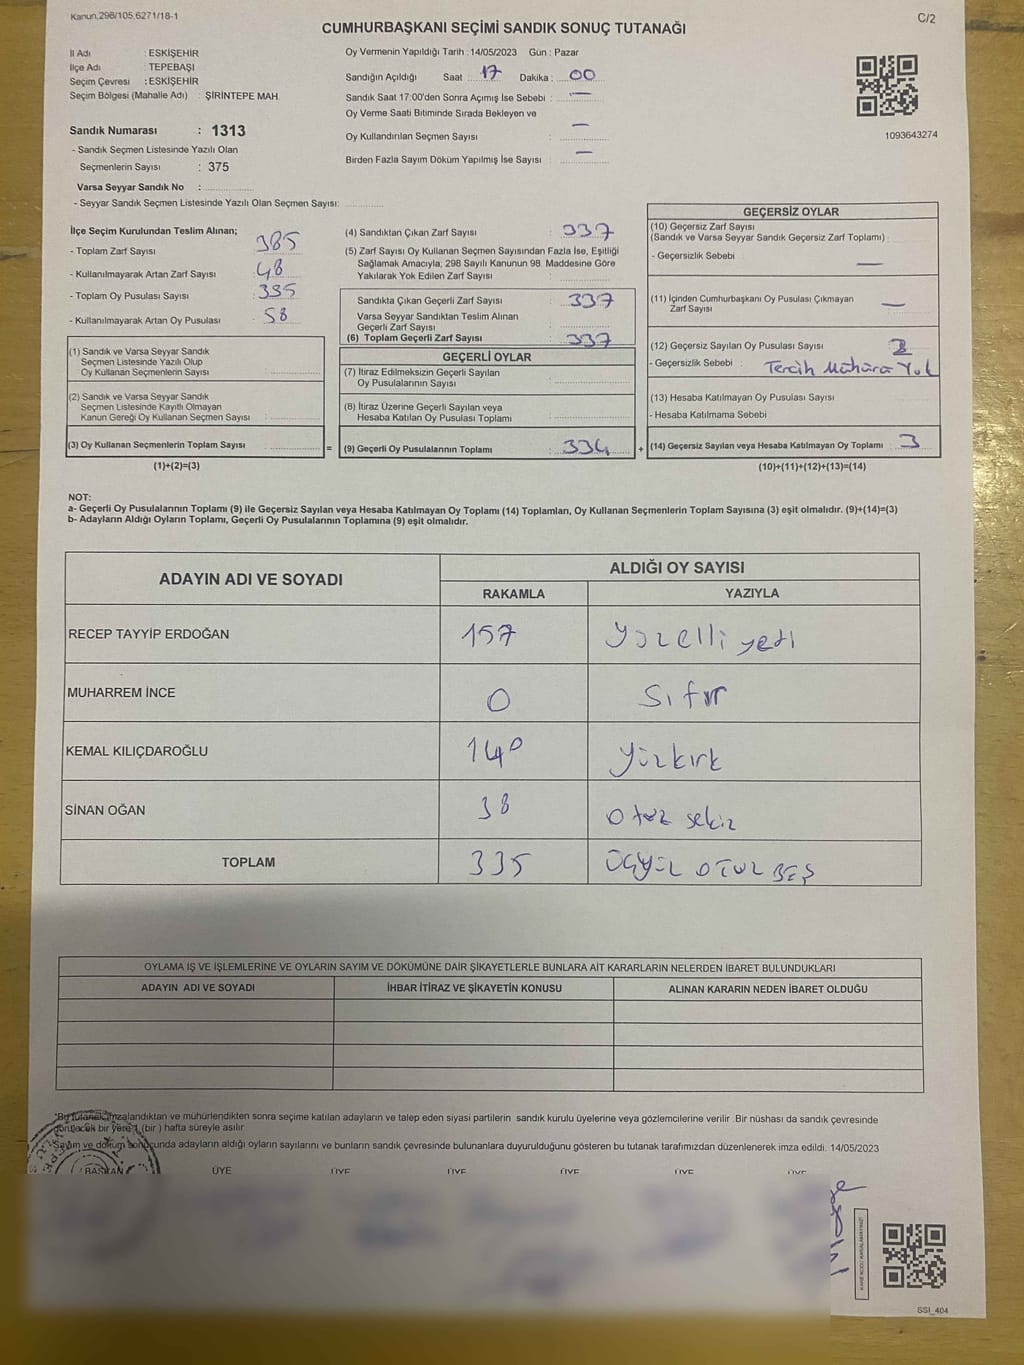 Kanun,298/105,6271/18-1
C/2
CUMHURBAŞKANI SEÇİMİ SANDIK SONUÇ TUTANAĞI
İl Adı : ESKİŞEHİR
İlçe Adı : TEPEBAŞI
Seçim Çevresi : ESKİŞEHİR
Seçim Bölgesi (Mahalle Adı) : ŞİRİNTEPE MAH.
Sandık Numarası : 1313
- Sandık Seçmen Listesinde Yazılı Olan
Seçmenlerin Sayısı : 375
Varsa Seyyar Sandık No :
- Seyyar Sandık Seçmen Listesinde Yazılı Olan Seçmen Sayısı:
Oy Vermenin Yapıldığı Tarih : 14/05/2023 Gün : Pazar
Sandığın Açıldığı Saat : 17 Dakika : 00
Sandık Saat 17:00'den Sonra Açımış İse Sebebi : —
Oy Verme Saati Bitiminde Sırada Bekleyen ve
Oy Kullandırılan Seçmen Sayısı : —
Birden Fazla Sayım Döküm Yapılmış İse Sayısı : —
1093643274
İlçe Seçim Kurulundan Teslim Alınan;
- Toplam Zarf Sayısı : 385
- Kullanılmayarak Artan Zarf Sayısı : 48
- Toplam Oy Pusulası Sayısı
- Kullanılmayarak Artan Oy Pusulası : 58
(1) Sandık ve Varsa Seyyar Sandık
Seçmen Listesinde Yazılı Olup
Oy Kullanan Seçmenlerin Sayısı :
(2) Sandık ve Varsa Seyyar Sandık
Seçmen Listesinde Kayıtlı Olmayan
Kanun Gereği Oy Kullanan Seçmen Sayısı :
(3) Oy Kullanan Seçmenlerin Toplam Sayısı :
=
(1)+(2)=(3)
(4) Sandıktan Çıkan Zarf Sayısı : 337
(5) Zarf Sayısı Oy Kullanan Seçmen Sayısından Fazla İse, Eşitliği
Sağlamak Amacıyla, 298 Sayılı Kanunun 98. Maddesine Göre
Yakılarak Yok Edilen Zarf Sayısı :
Sandıkta Çıkan Geçerli Zarf Sayısı : 337
Varsa Seyyar Sandıktan Teslim Alınan
Geçerli Zarf Sayısı :
(6) Toplam Geçerli Zarf Sayısı : 337
GEÇERLİ OYLAR
(7) İtiraz Edilmeksizin Geçerli Sayılan
Oy Pusulalarının Sayısı :
(8) İtiraz Üzerine Geçerli Sayılan veya
Hesaba Katılan Oy Pusulası Toplamı :
(9) Geçerli Oy Pusulalarının Toplamı : 334
+
GEÇERSİZ OYLAR
(10) Geçersiz Zarf Sayısı
(Sandık ve Varsa Seyyar Sandık Geçersiz Zarf Toplamı) :
- Geçersizlik Sebebi : —
(11) İçinden Cumhurbaşkanı Oy Pusulası Çıkmayan
Zarf Sayısı : —
(12) Geçersiz Sayılan Oy Pusulası Sayısı :
- Geçersizlik Sebebi : Tercih Mühürü Yok
(13) Hesaba Katılmayan Oy Pusulası Sayısı
- Hesaba Katılmama Sebebi
(14) Geçersiz Sayılan veya Hesaba Katılmayan Oy Toplamı : 3
(10)+(11)+(12)+(13)=(14)
NOT:
a- Geçerli Oy Pusulalarının Toplamı (9) ile Geçersiz Sayılan veya Hesaba Katılmayan Oy Toplamı (14) Toplamları, Oy Kullanan Seçmenlerin Toplam Sayısına (3) eşit olmalıdır. (9)+(14)=(3)
b- Adayların Aldığı Oyların Toplamı, Geçerli Oy Pusulalarının Toplamına (9) eşit olmalıdır.
ADAYIN ADI VE SOYADI
ALDIĞI OY SAYISI
RAKAMLA YAZIYLA
RECEP TAYYİP ERDOĞAN 157 yüzelli yedi
MUHARREM İNCE 0 Sıfır
KEMAL KILIÇDAROĞLU 140 yüzkırk
SİNAN OĞAN 38 otuz sekiz
TOPLAM 335 ÜÇYÜZ OTUZ BEŞ
OYLAMA İŞ VE İŞLEMLERİNE VE OYLARIN SAYIM VE DÖKÜMÜNE DAİR ŞİKAYETLERLE BUNLARA AİT KARARLARIN NELERDEN İBARET BULUNDUKLARI
ADAYIN ADI VE SOYADI İHBAR İTİRAZ VE ŞİKAYETİN KONUSU ALINAN KARARIN NEDEN İBARET OLDUĞU
"Bu tutanak imzalandıktan ve mühürlendikten sonra seçime katılan adayların ve talep eden siyasi partilerin sandık kurulu üyelerine veya gözlemcilerine verilir. Bir nüshası da sandık çevresinde
görülecek bir yere 1 (bir ) hafta süreyle asılır.
Seçim ve döküm sonucunda adayların aldığı oyların sayılarını ve bunların sandık çevresinde bulunanlara duyurulduğunu gösteren bu tutanak tarafımızdan düzenlenerek imza edildi. 14/05/2023
BAŞKAN ÜYE ÜYE ÜYE ÜYE ÜYE ÜYE
SSI_404